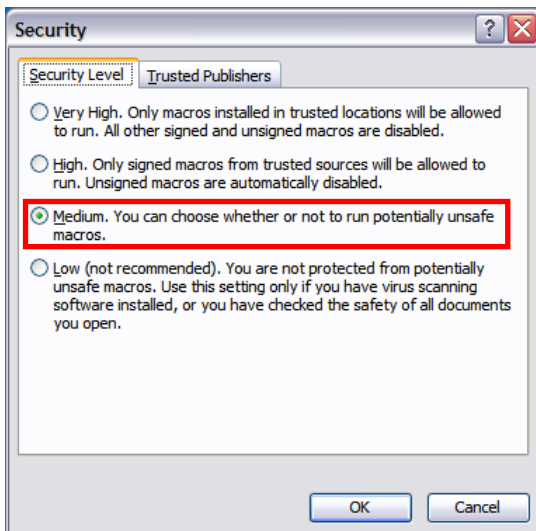 Security
Security Level Trusted Publishers
Very High. Only macros installed in trusted locations will be allowed
to run. All other signed and unsigned macros are disabled.
High. Only signed macros from trusted sources will be allowed to
run. Unsigned macros are automatically disabled.
Medium. You can choose whether or not to run potentially unsafe
macros.
Low (not recommended). You are not protected from potentially
unsafe macros. Use this setting only if you have virus scanning
software installed, or you have checked the safety of all documents
you open.
OK Cancel